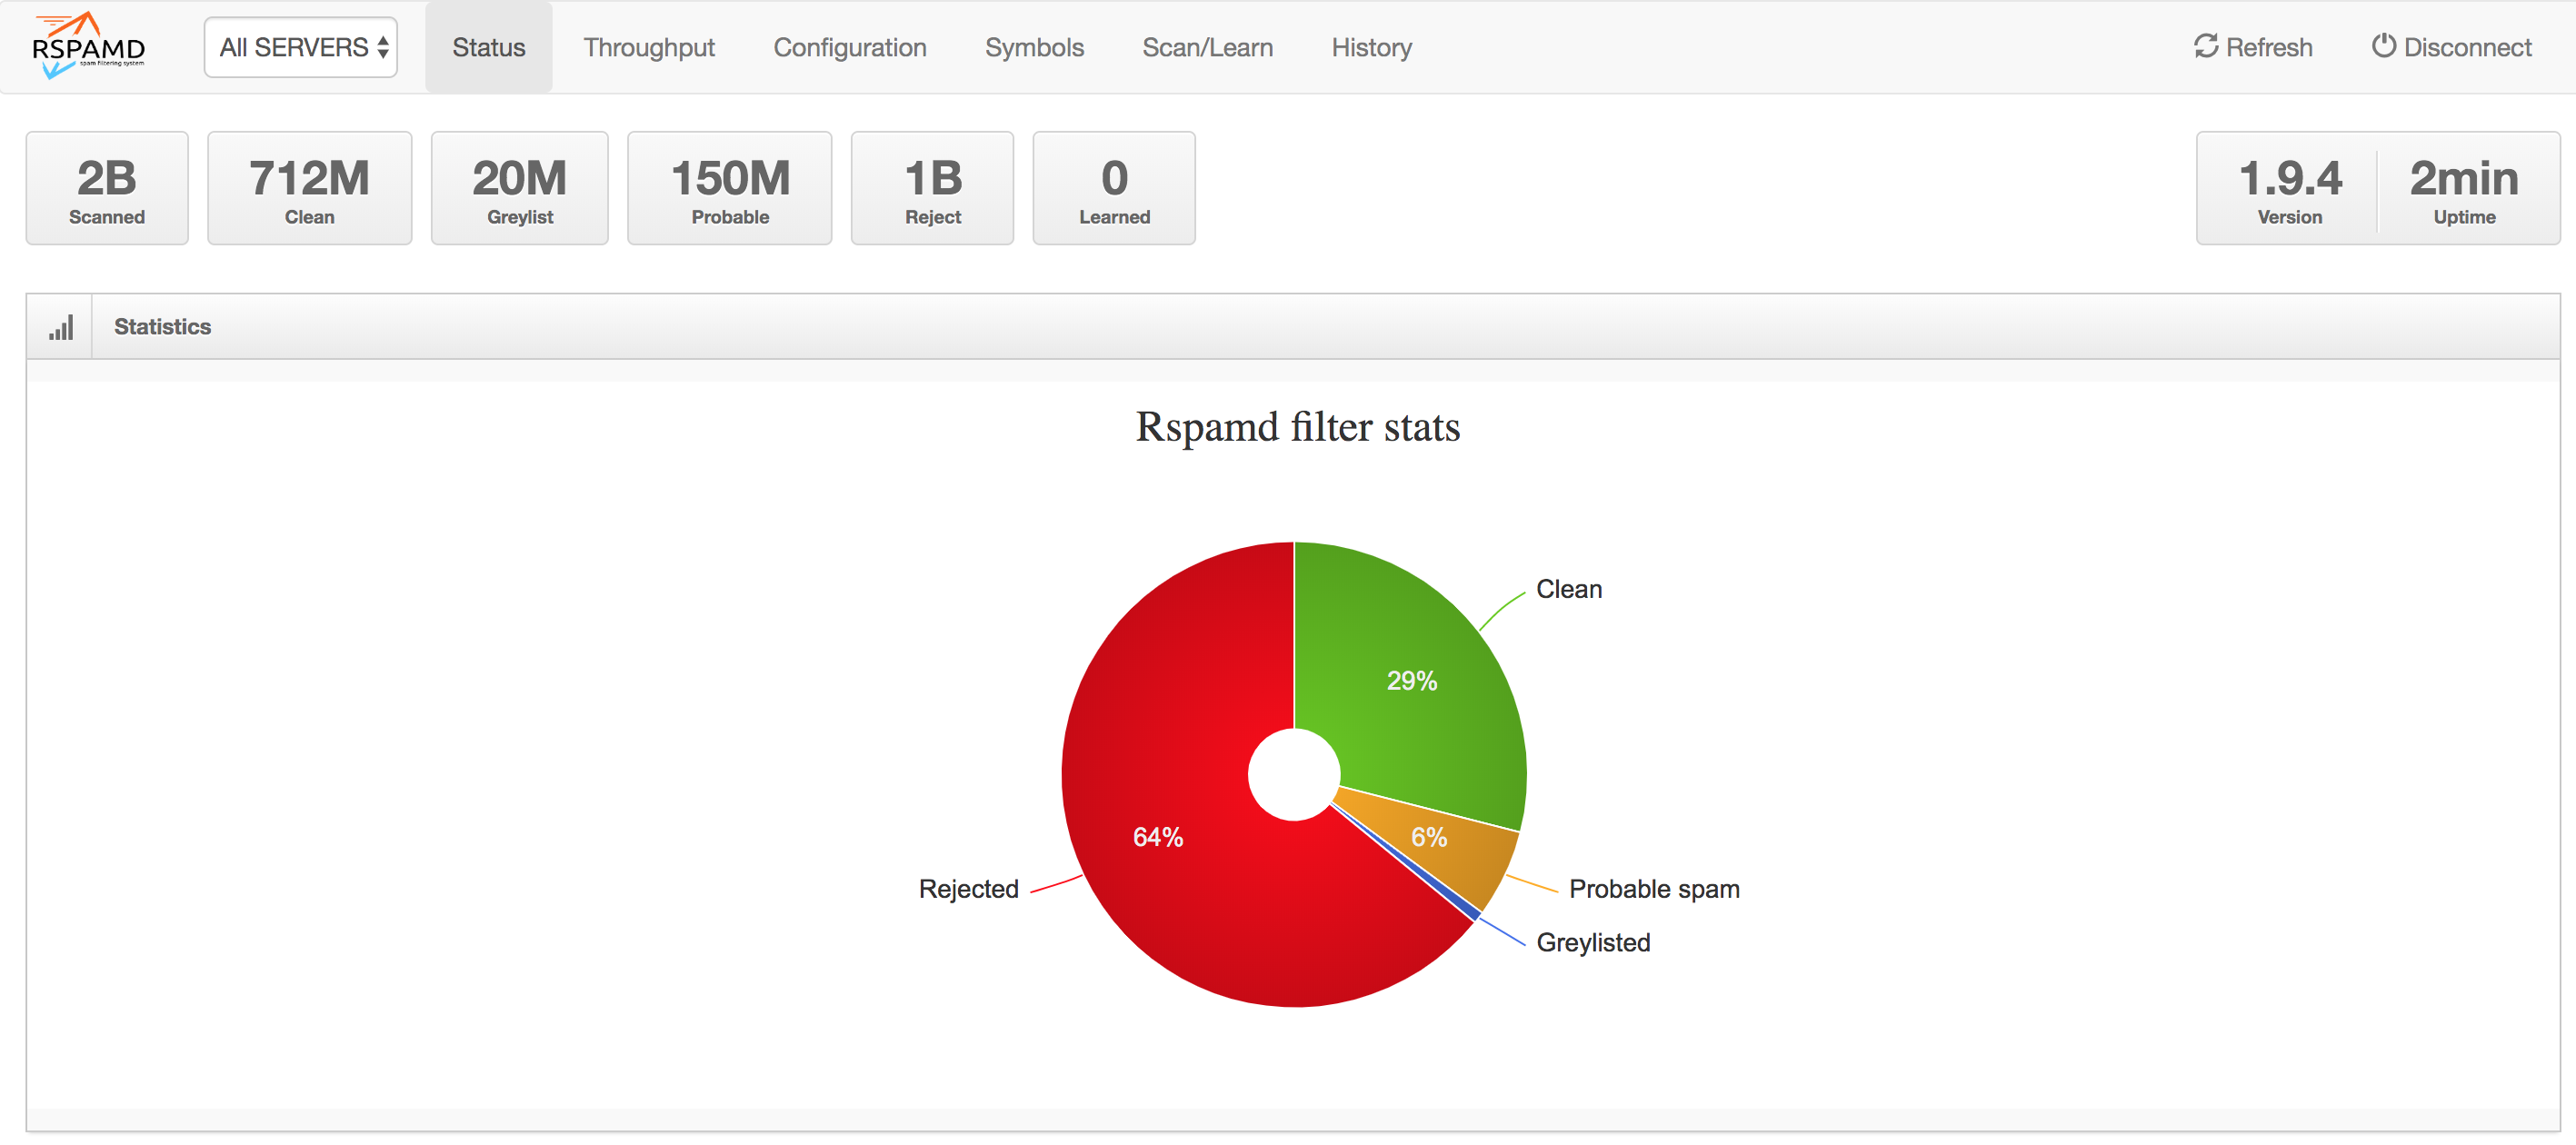 RSPAMD
spam filtering system
All SERVERS
Status
Throughput
Configuration
Symbols
Scan/Learn
History
Refresh
Disconnect
2B
Scanned
712M
Clean
20M
Greylist
150M
Probable
1B
Reject
0
Learned
1.9.4
Version
2min
Uptime
Statistics
Rspamd filter stats
Clean
29%
64%
6%
Rejected
Probable spam
Greylisted